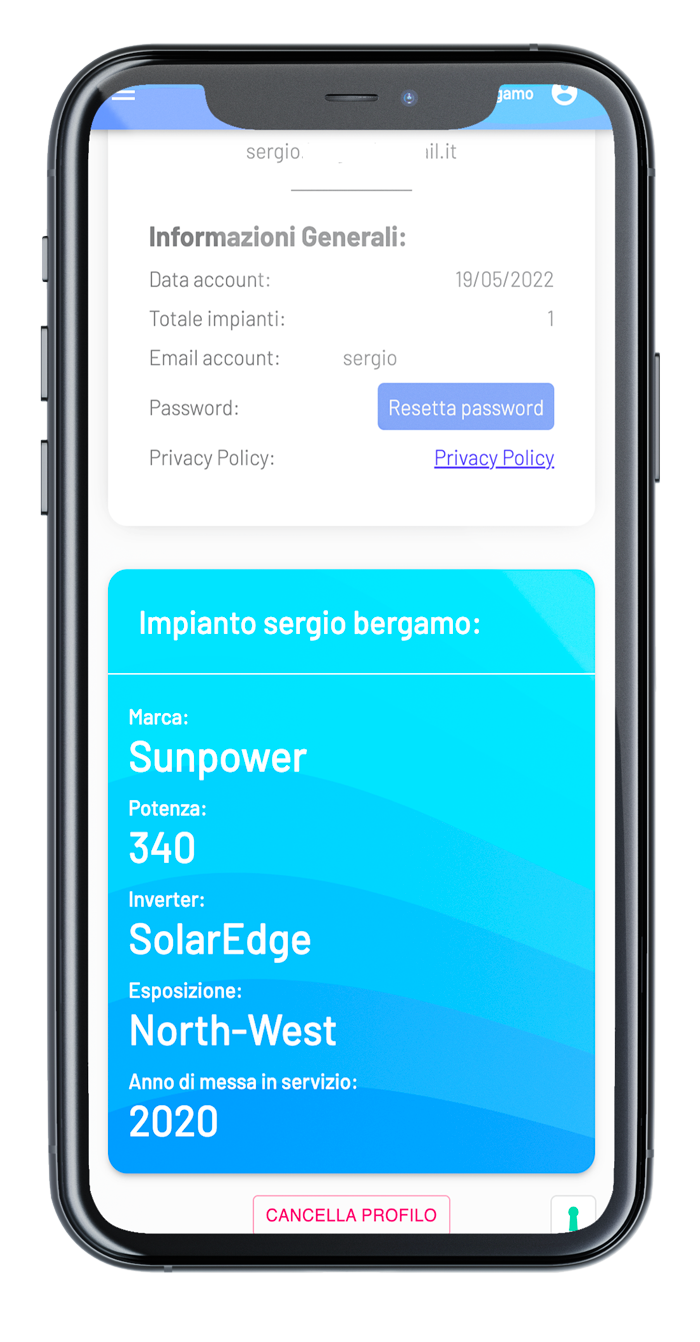 gamo
sergio il.it
Informazioni Generali:
Data account: 19/05/2022
Totale impianti: 1
Email account: sergio
Password: Resetta password
Privacy Policy: Privacy Policy
Impianto sergio bergamo:
Marca:
Sunpower
Potenza:
340
Inverter:
SolarEdge
Esposizione:
North-West
Anno di messa in servizio:
2020
CANCELLA PROFILO